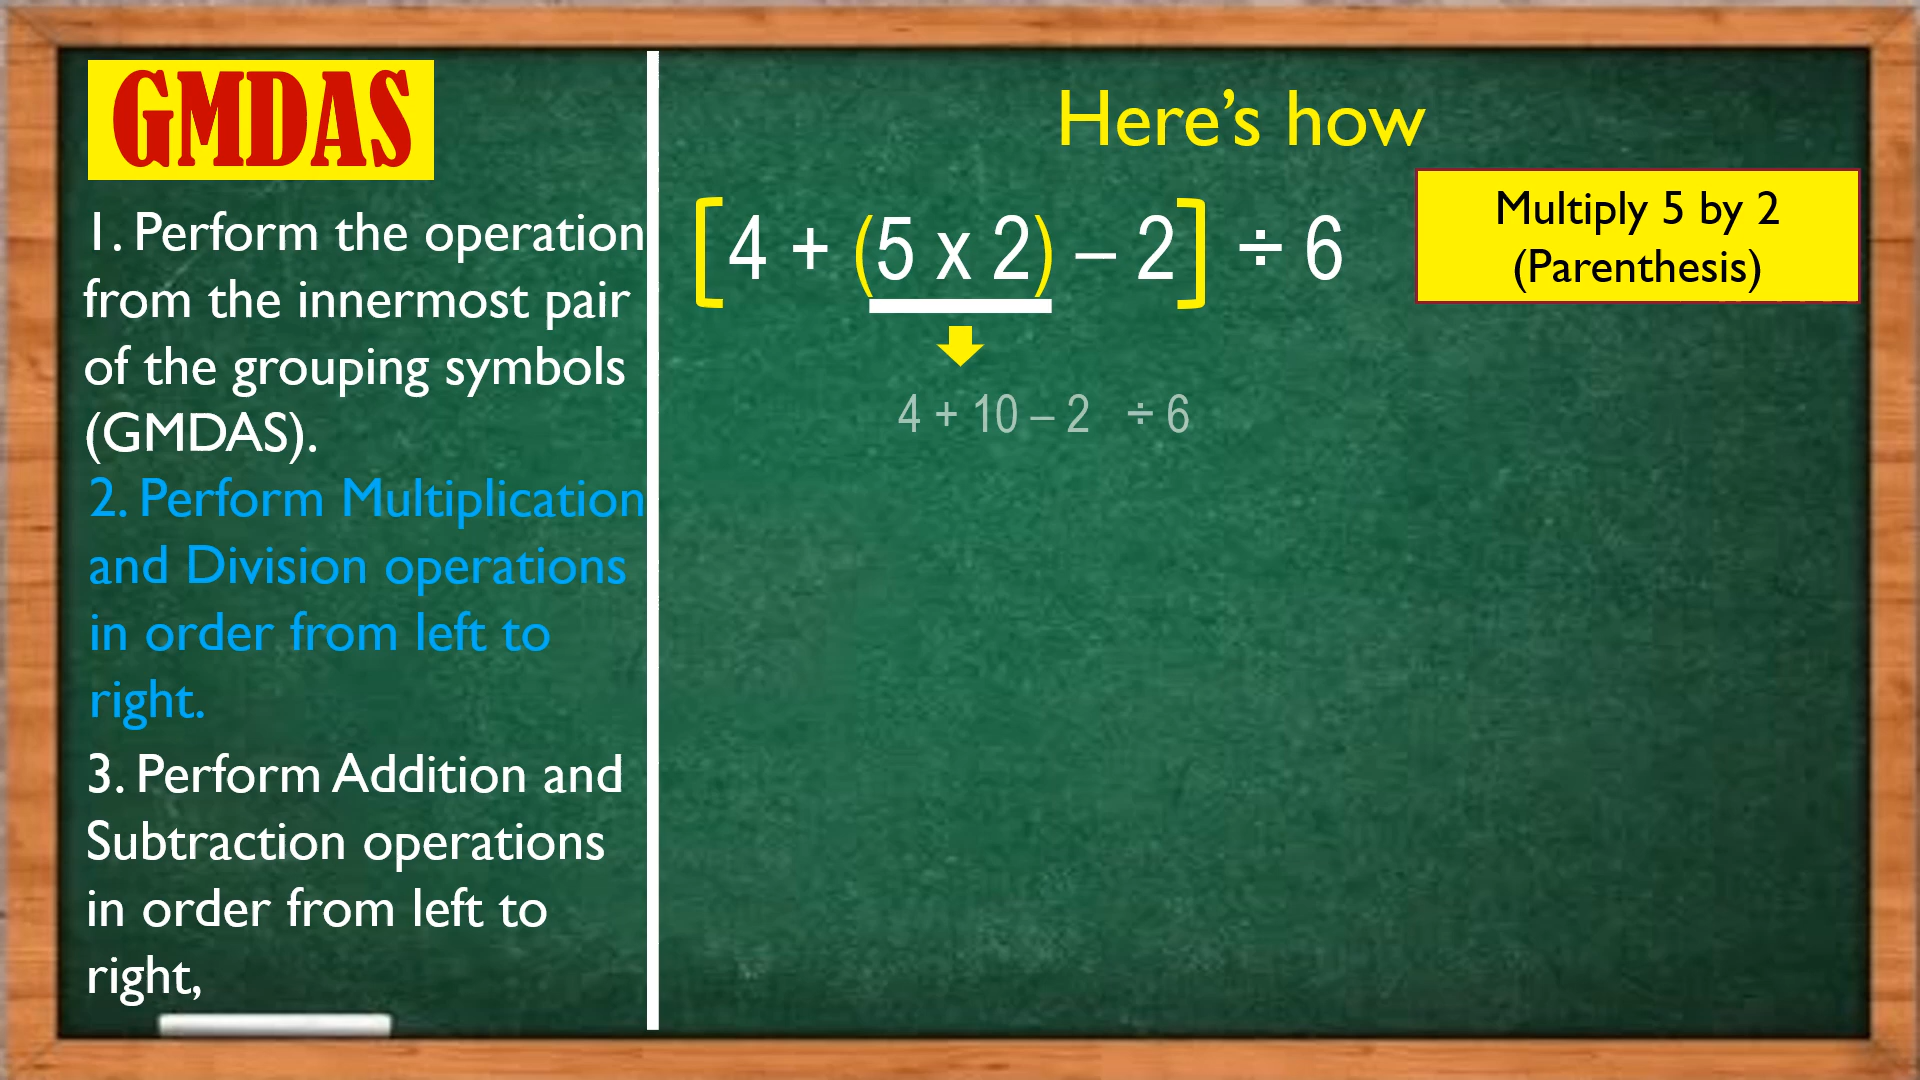 GMDAS
1. Perform the operation
from the innermost pair
of the grouping symbols
(GMDAS).
2. Perform Multiplication
and Division operations
in order from left to
right.
3. Perform Addition and
Subtraction operations
in order from left to
right,
Here’s how
[4 + (5 x 2) – 2] ÷ 6
Multiply 5 by 2
(Parenthesis)
4 + 10 – 2 ÷ 6